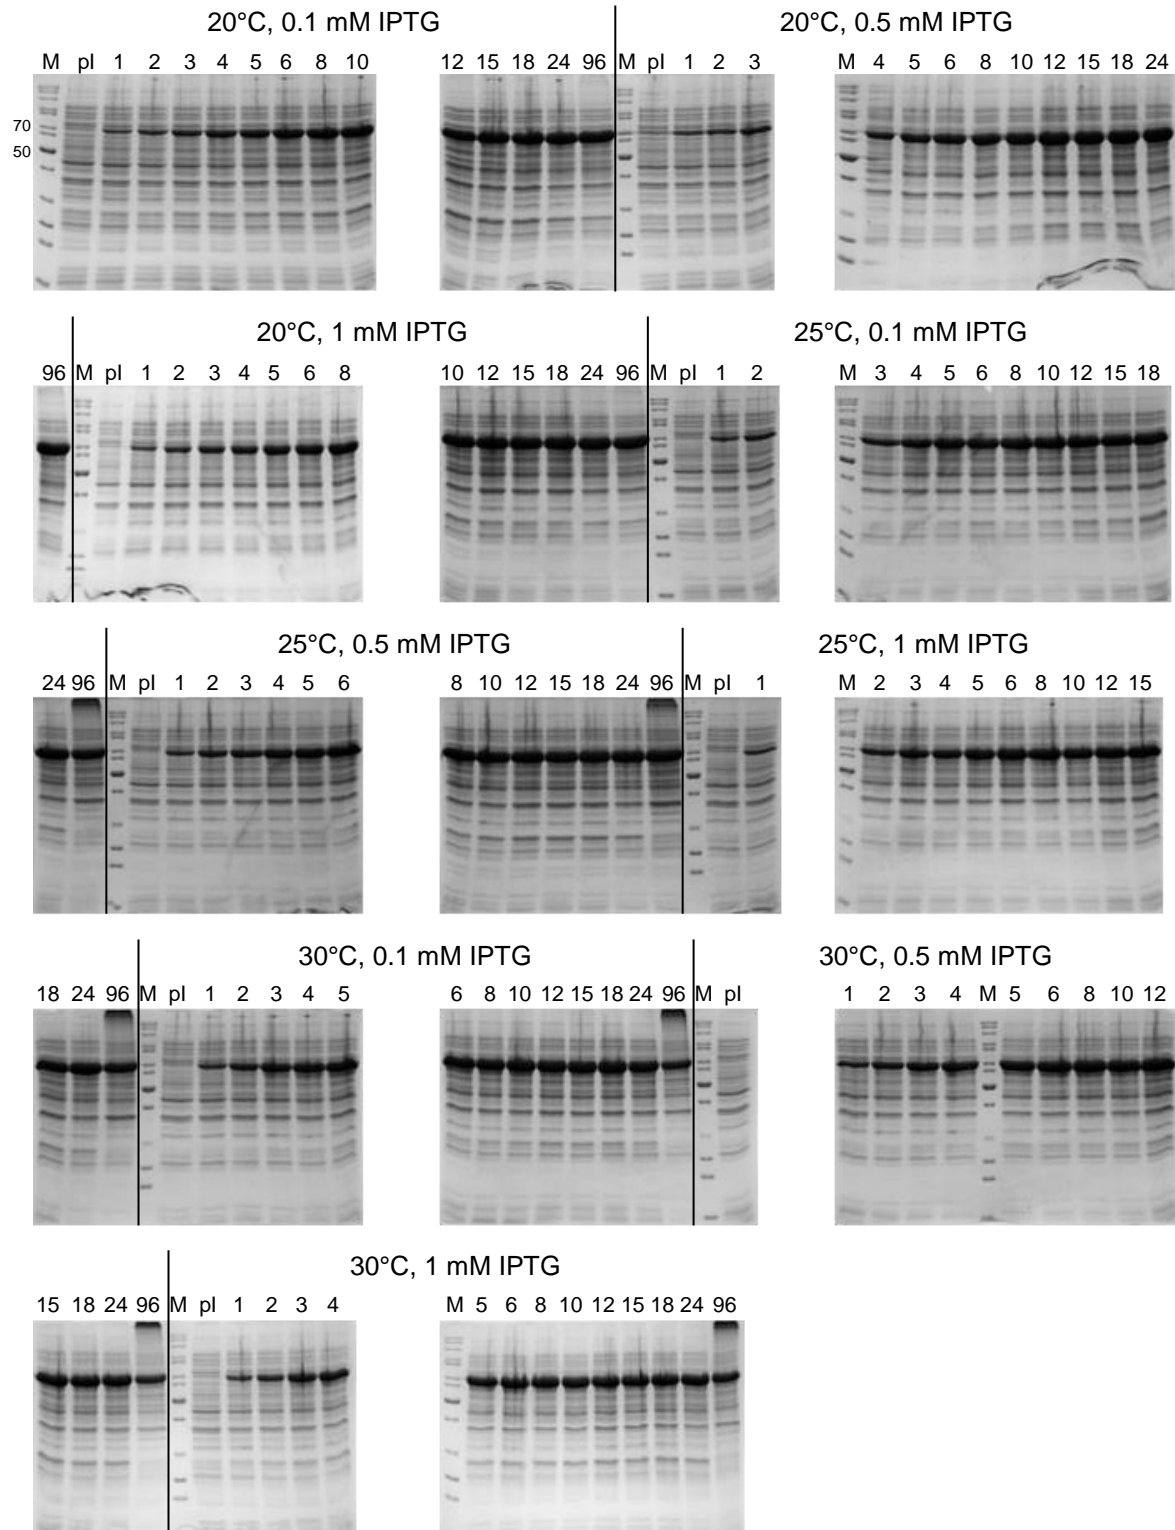 20°C, 0.1 mM IPTG
20°C, 0.5 mM IPTG
M pI 1 2 3 4 5 6 8 10
12 15 18 24 96 M pI 1 2 3
M 4 5 6 8 10 12 15 18 24
70
50
20°C, 1 mM IPTG
25°C, 0.1 mM IPTG
96 M pI 1 2 3 4 5 6 8
10 12 15 18 24 96 M pI 1 2
M 3 4 5 6 8 10 12 15 18
25°C, 0.5 mM IPTG
25°C, 1 mM IPTG
24 96 M pI 1 2 3 4 5 6
8 10 12 15 18 24 96 M pI 1
M 2 3 4 5 6 8 10 12 15
30°C, 0.1 mM IPTG
30°C, 0.5 mM IPTG
18 24 96 M pI 1 2 3 4 5
6 8 10 12 15 18 24 96 M pI
1 2 3 4 M 5 6 8 10 12
30°C, 1 mM IPTG
15 18 24 96 M pI 1 2 3 4
M 5 6 8 10 12 15 18 24 96